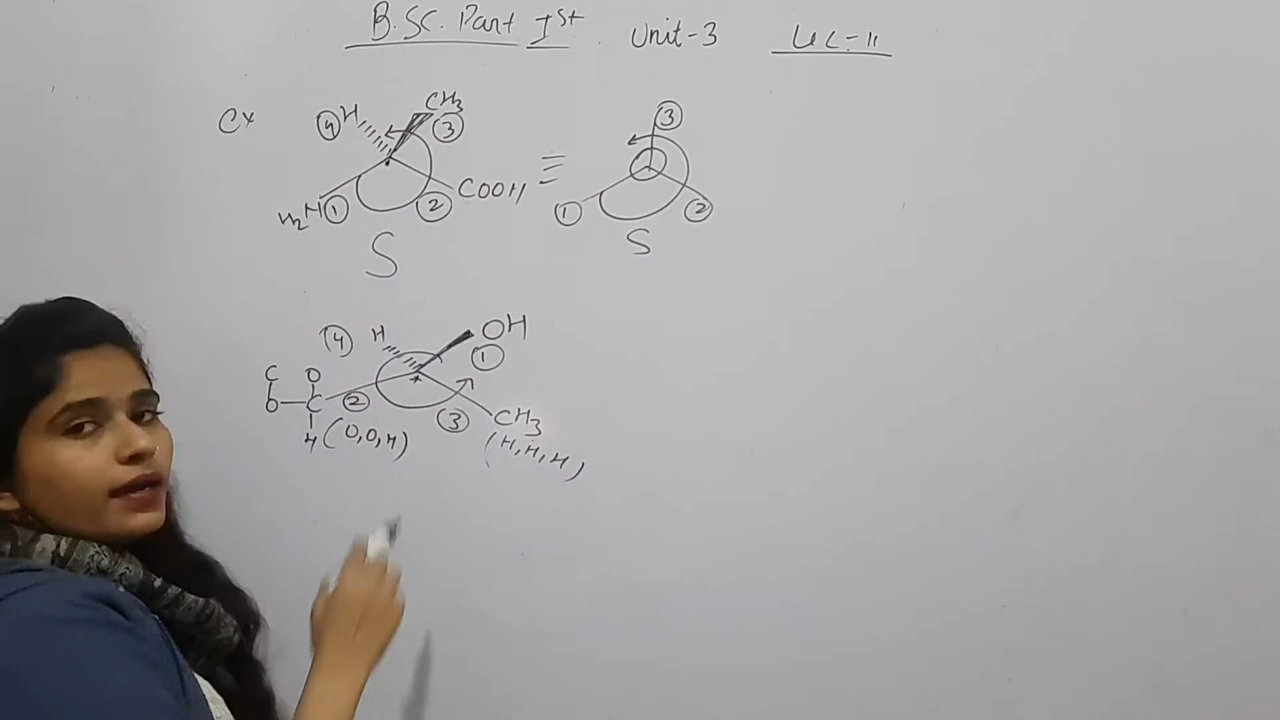 B.SC. Part Ist. Unit-3 Lec-11
Ex
④ H CH3 ③
H2N ① ② COOH ≡ ③ ① ②
S S
④ H OH ①
C O
O—C ② ③ CH3
H (O,O,H) (H,H,H)